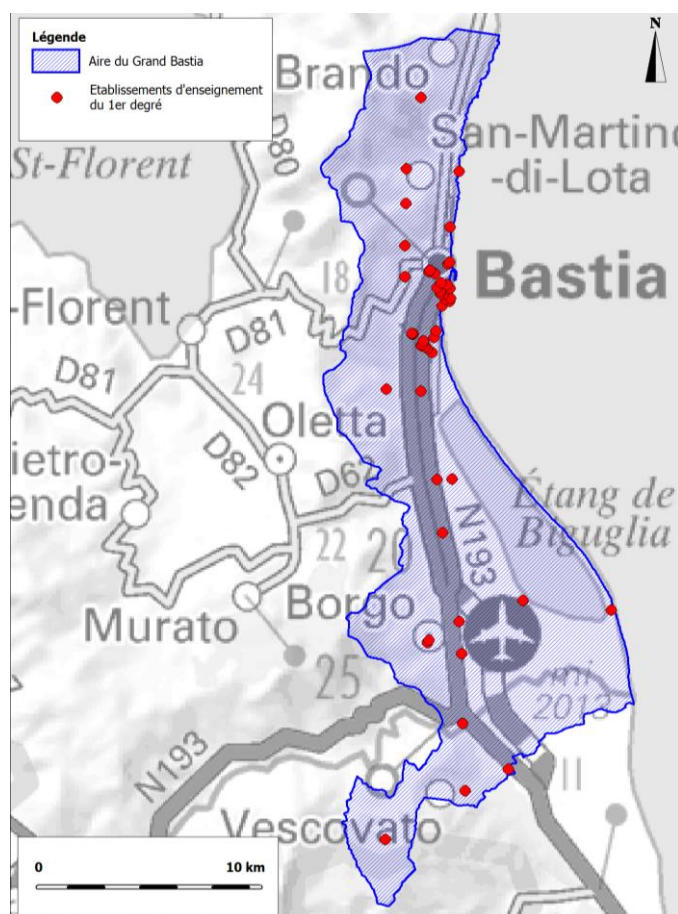 Légende
Aire du Grand Bastia
Etablissements d'enseignement
du 1er degré
N
Brando
D80
St-Florent
San-Martino
-di-Lota
18
Bastia
-Florent
D81
D81
24
Oletta
D82
D62
ietro-
enda
Étang de
Biguglia
N193
22
20
Borgo
Murato
25
2013
N193
11
Vescovato
0
10 km